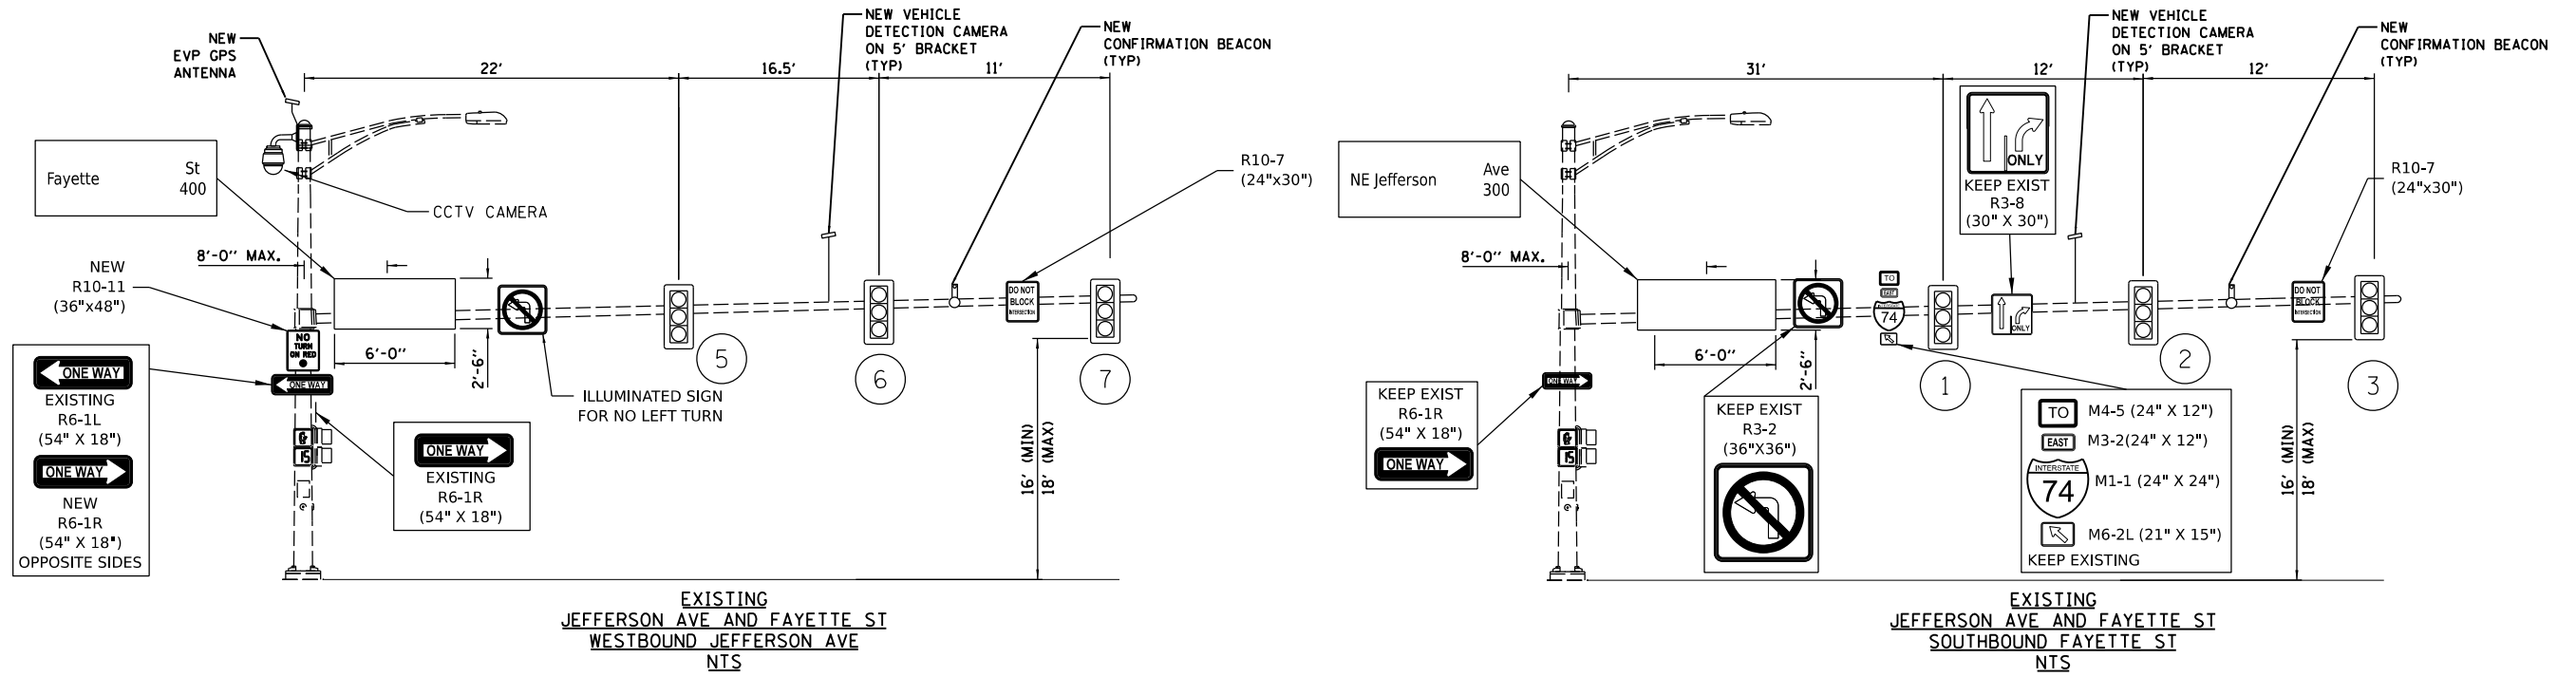 NEW
EVP GPS
ANTENNA
22'
16.5'
11'
NEW VEHICLE
DETECTION CAMERA
ON 5' BRACKET
(TYP)
NEW
CONFIRMATION BEACON
(TYP)
Fayette
St
400
CCTV CAMERA
R10-7
(24"x30")
8'-0" MAX.
NEW
R10-11
(36"x48")
NO
TURN
ON RED
DO NOT
BLOCK
INTERSECTION
6'-0"
2'-6"
5
6
7
ONE WAY
ONE WAY
EXISTING
R6-1L
(54" X 18")
ONE WAY
NEW
R6-1R
(54" X 18")
OPPOSITE SIDES
ILLUMINATED SIGN
FOR NO LEFT TURN
ONE WAY
EXISTING
R6-1R
(54" X 18")
15
16' (MIN)
18' (MAX)
EXISTING
JEFFERSON AVE AND FAYETTE ST
WESTBOUND JEFFERSON AVE
NTS
31'
12'
12'
NEW VEHICLE
DETECTION CAMERA
ON 5' BRACKET
(TYP)
NEW
CONFIRMATION BEACON
(TYP)
NE Jefferson
Ave
300
ONLY
KEEP EXIST
R3-8
(30" X 30")
R10-7
(24"x30")
8'-0" MAX.
TO
EAST
74
ONLY
DO NOT
BLOCK
INTERSECTION
6'-0"
2'-6"
1
2
3
ONE WAY
KEEP EXIST
R6-1R
(54" X 18")
ONE WAY
15
KEEP EXIST
R3-2
(36"X36")
TO
M4-5 (24" X 12")
EAST
M3-2(24" X 12")
INTERSTATE
74
M1-1 (24" X 24")
M6-2L (21" X 15")
KEEP EXISTING
16' (MIN)
18' (MAX)
EXISTING
JEFFERSON AVE AND FAYETTE ST
SOUTHBOUND FAYETTE ST
NTS